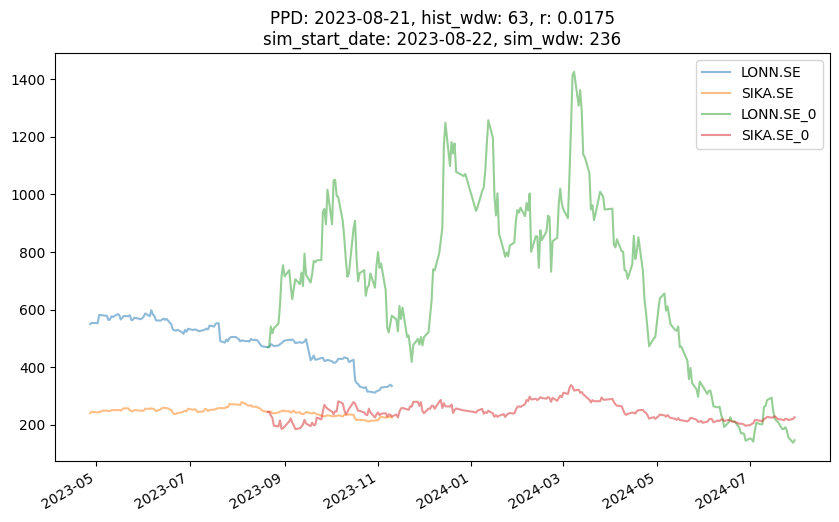 PPD: 2023-08-21, hist_wdw: 63, r: 0.0175
sim_start_date: 2023-08-22, sim_wdw: 236
LONN.SE
SIKA.SE
LONN.SE_0
SIKA.SE_0
1400
1200
1000
800
600
400
200
2023-05
2023-07
2023-09
2023-11
2024-01
2024-03
2024-05
2024-07